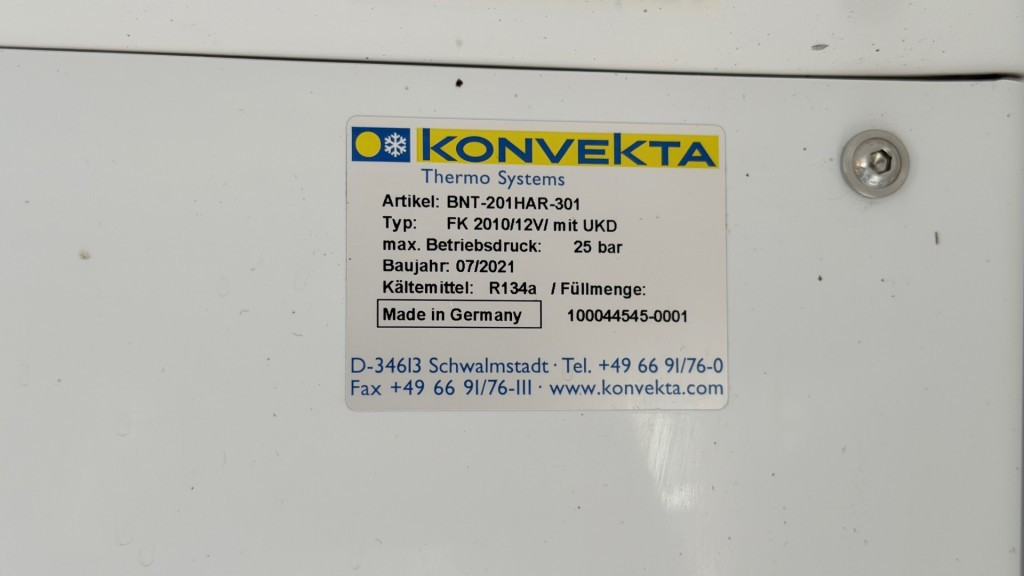 KONVEKTA
Thermo Systems
Artikel: BNT-201HAR-301
Typ: FK 2010/12V/ mit UKD
max. Betriebsdruck: 25 bar
Baujahr: 07/2021
Kältemittel: R134a / Füllmenge:
Made in Germany 100044545-0001
D-34613 Schwalmstadt · Tel. +49 66 91/76-0
Fax +49 66 91/76-111 · www.konvekta.com